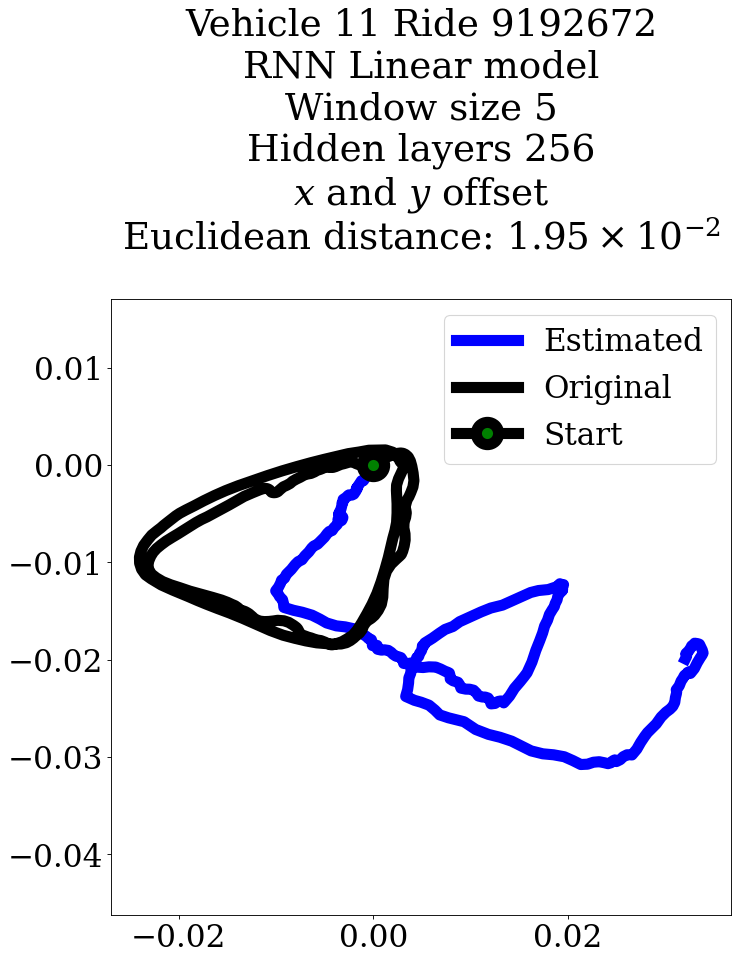 Vehicle 11 Ride 9192672
RNN Linear model
Window size 5
Hidden layers 256
x and y offset
Euclidean distance: 1.95 × 10⁻²
Estimated
Original
Start
0.01
0.00
−0.01
−0.02
−0.03
−0.04
−0.02 0.00 0.02